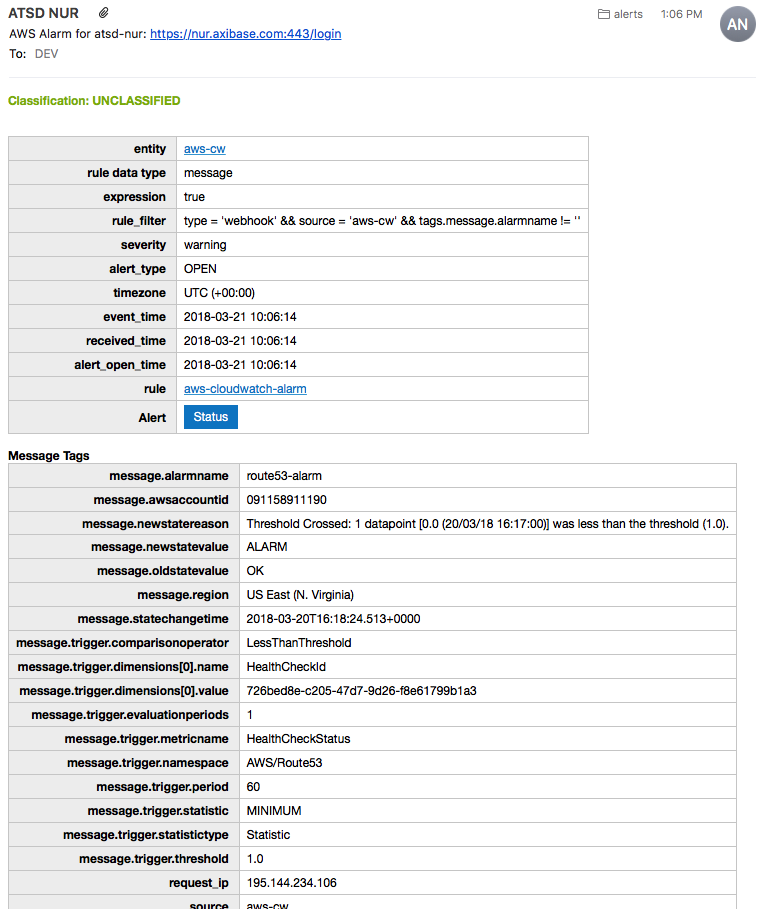 ATSD NUR alerts 1:06 PM AN
AWS Alarm for atsd-nur: https://nur.axibase.com:443/login
To: DEV
Classification: UNCLASSIFIED
entity aws-cw
rule data type message
expression true
rule_filter type = 'webhook' && source = 'aws-cw' && tags.message.alarmname != ''
severity warning
alert_type OPEN
timezone UTC (+00:00)
event_time 2018-03-21 10:06:14
received_time 2018-03-21 10:06:14
alert_open_time 2018-03-21 10:06:14
rule aws-cloudwatch-alarm
Alert Status
Message Tags
message.alarmname route53-alarm
message.awsaccountid 091158911190
message.newstatereason Threshold Crossed: 1 datapoint [0.0 (20/03/18 16:17:00)] was less than the threshold (1.0).
message.newstatevalue ALARM
message.oldstatevalue OK
message.region US East (N. Virginia)
message.statechangetime 2018-03-20T16:18:24.513+0000
message.trigger.comparisonoperator LessThanThreshold
message.trigger.dimensions[0].name HealthCheckId
message.trigger.dimensions[0].value 726bed8e-c205-47d7-9d26-f8e61799b1a3
message.trigger.evaluationperiods 1
message.trigger.metricname HealthCheckStatus
message.trigger.namespace AWS/Route53
message.trigger.period 60
message.trigger.statistic MINIMUM
message.trigger.statistictype Statistic
message.trigger.threshold 1.0
request_ip 195.144.234.106
source aws-cw